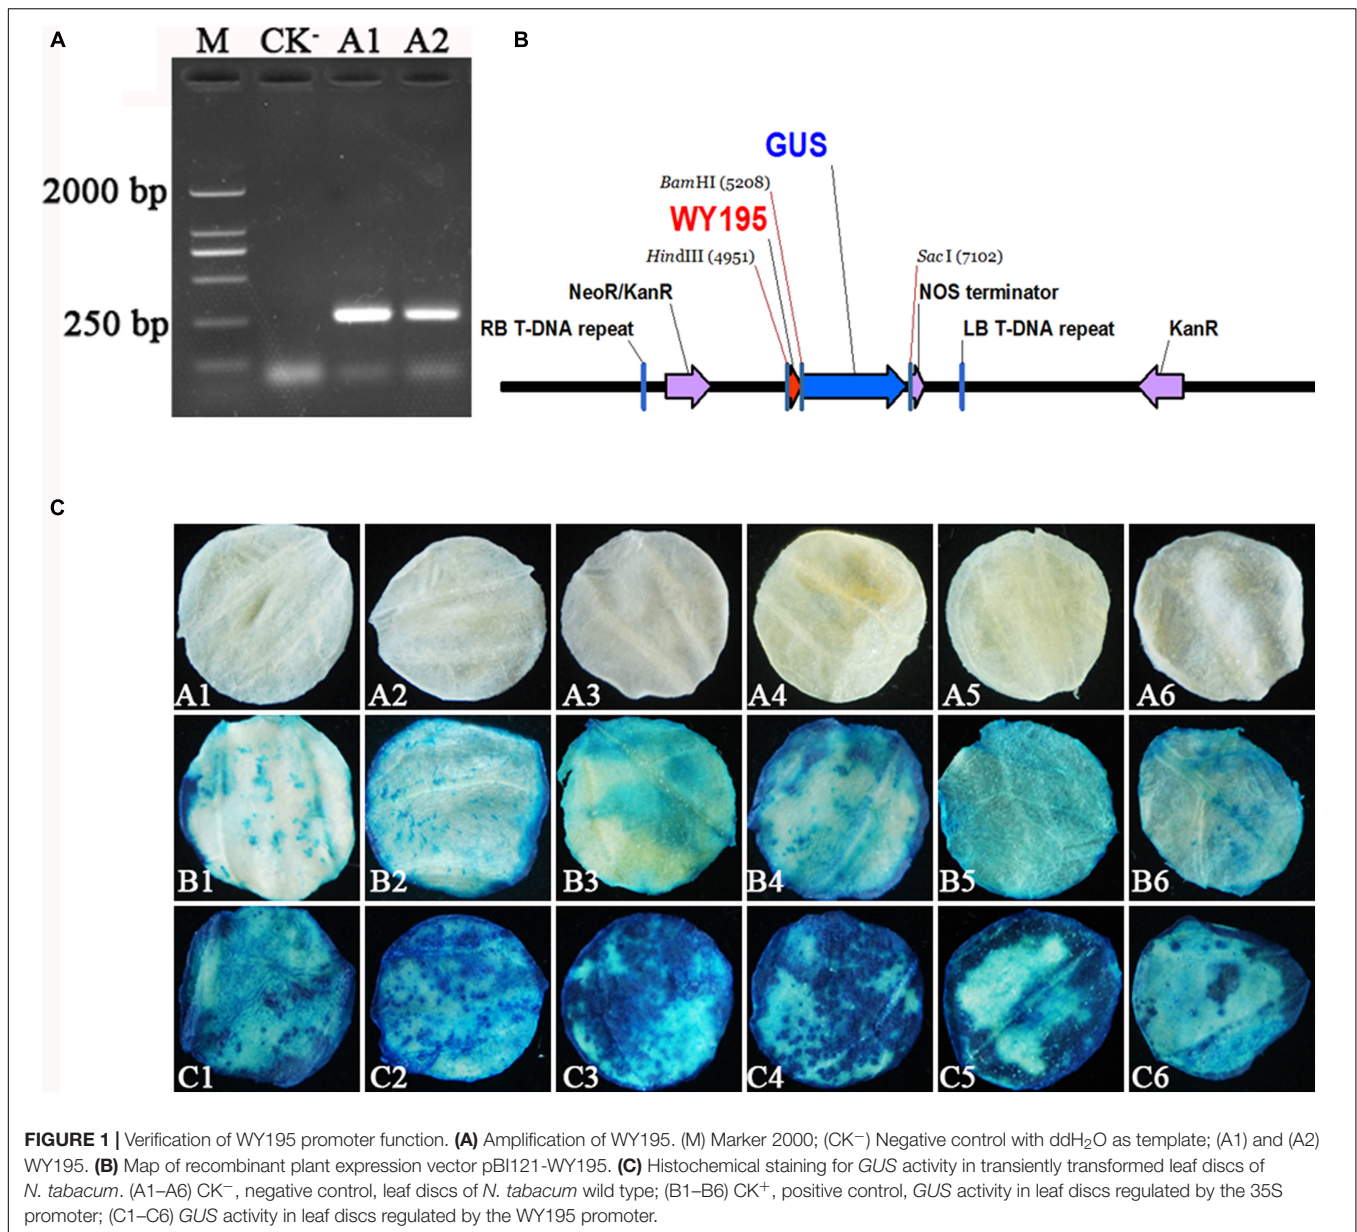 A
M CK- A1 A2
2000 bp
250 bp
B
GUS
BamHI (5208)
WY195
HindIII (4951)
SacI (7102)
NeoR/KanR
NOS terminator
RB T-DNA repeat
LB T-DNA repeat
KanR
C
A1 A2 A3 A4 A5 A6
B1 B2 B3 B4 B5 B6
C1 C2 C3 C4 C5 C6
FIGURE 1 | Verification of WY195 promoter function. (A) Amplification of WY195. (M) Marker 2000; (CK−) Negative control with ddH2O as template; (A1) and (A2)
WY195. (B) Map of recombinant plant expression vector pBI121-WY195. (C) Histochemical staining for GUS activity in transiently transformed leaf discs of
N. tabacum. (A1–A6) CK−, negative control, leaf discs of N. tabacum wild type; (B1–B6) CK+, positive control, GUS activity in leaf discs regulated by the 35S
promoter; (C1–C6) GUS activity in leaf discs regulated by the WY195 promoter.